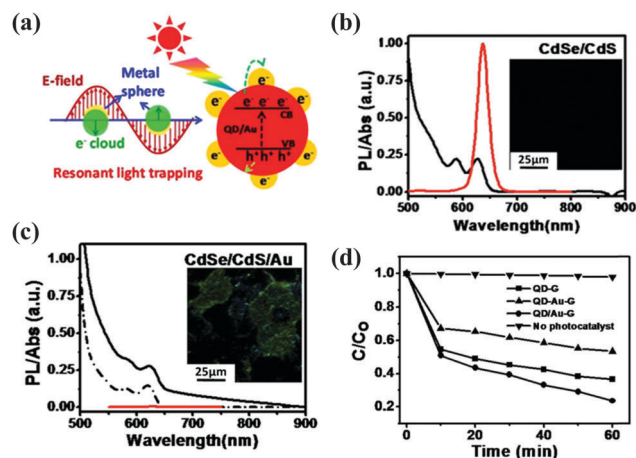 (a)
E-field
Metal
sphere
e⁻ cloud
Resonant light trapping
e⁻
e⁻ e⁻ e⁻
CB
QD/Au
VB
h⁺ h⁺ h⁺
e⁻
e⁻
e⁻
e⁻
e⁻
(b)
PL/Abs (a.u.)
1.00
0.75
0.50
0.25
0.00
CdSe/CdS
25μm
500 600 700 800 900
Wavelength(nm)
(c)
PL/Abs (a.u.)
1.00
0.75
0.50
0.25
0.00
CdSe/CdS/Au
25μm
500 600 700 800 900
Wavelength(nm)
(d)
C/C₀
1.0
0.8
0.6
0.4
0.2
QD-G
QD-Au-G
QD/Au-G
No photocatalyst
0 10 20 30 40 50 60
Time (min)